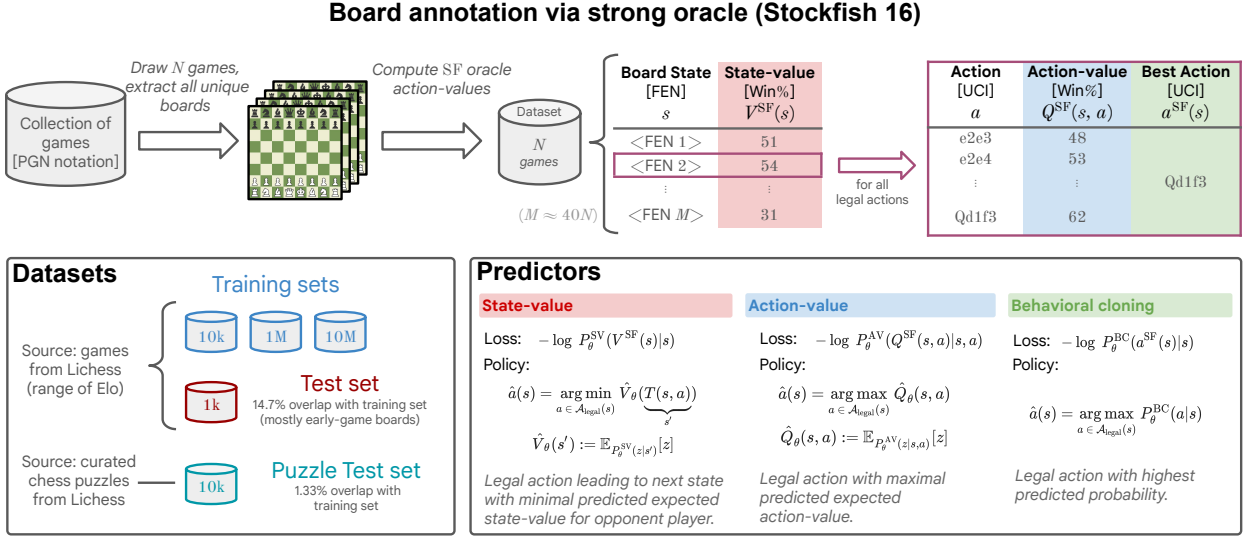 Board annotation via strong oracle (Stockfish 16)
Collection of
games
[PGN notation]
Draw N games,
extract all unique
boards
Compute SF oracle
action-values
Dataset
N
games
(M ≈ 40N)
Board State
[FEN]
s
State-value
[Win%]
V^SF(s)
<FEN 1> 51
<FEN 2> 54
⋮ ⋮
<FEN M> 31
for all
legal actions
Action
[UCI]
a
Action-value
[Win%]
Q^SF(s, a)
Best Action
[UCI]
a^SF(s)
e2e3 48
e2e4 53
⋮ ⋮
Qd1f3
Qd1f3 62
Datasets
Training sets
10k 1M 10M
Source: games
from Lichess
(range of Elo)
1k
Test set
14.7% overlap with training set
(mostly early-game boards)
Source: curated
chess puzzles
from Lichess
10k
Puzzle Test set
1.33% overlap with
training set
Predictors
State-value
Loss: −log P_θ^SV(V^SF(s)|s)
Policy:
â(s) = arg min_{a ∈ A_legal(s)} V̂_θ(T(s, a))
s′
V̂_θ(s′) := 𝔼_{P_θ^SV(z|s′)}[z]
Legal action leading to next state
with minimal predicted expected
state-value for opponent player.
Action-value
Loss: −log P_θ^AV(Q^SF(s, a)|s, a)
Policy:
â(s) = arg max_{a ∈ A_legal(s)} Q̂_θ(s, a)
Q̂_θ(s, a) := 𝔼_{P_θ^AV(z|s,a)}[z]
Legal action with maximal
predicted expected
action-value.
Behavioral cloning
Loss: −log P_θ^BC(a^SF(s)|s)
Policy:
â(s) = arg max_{a ∈ A_legal(s)} P_θ^BC(a|s)
Legal action with highest
predicted probability.